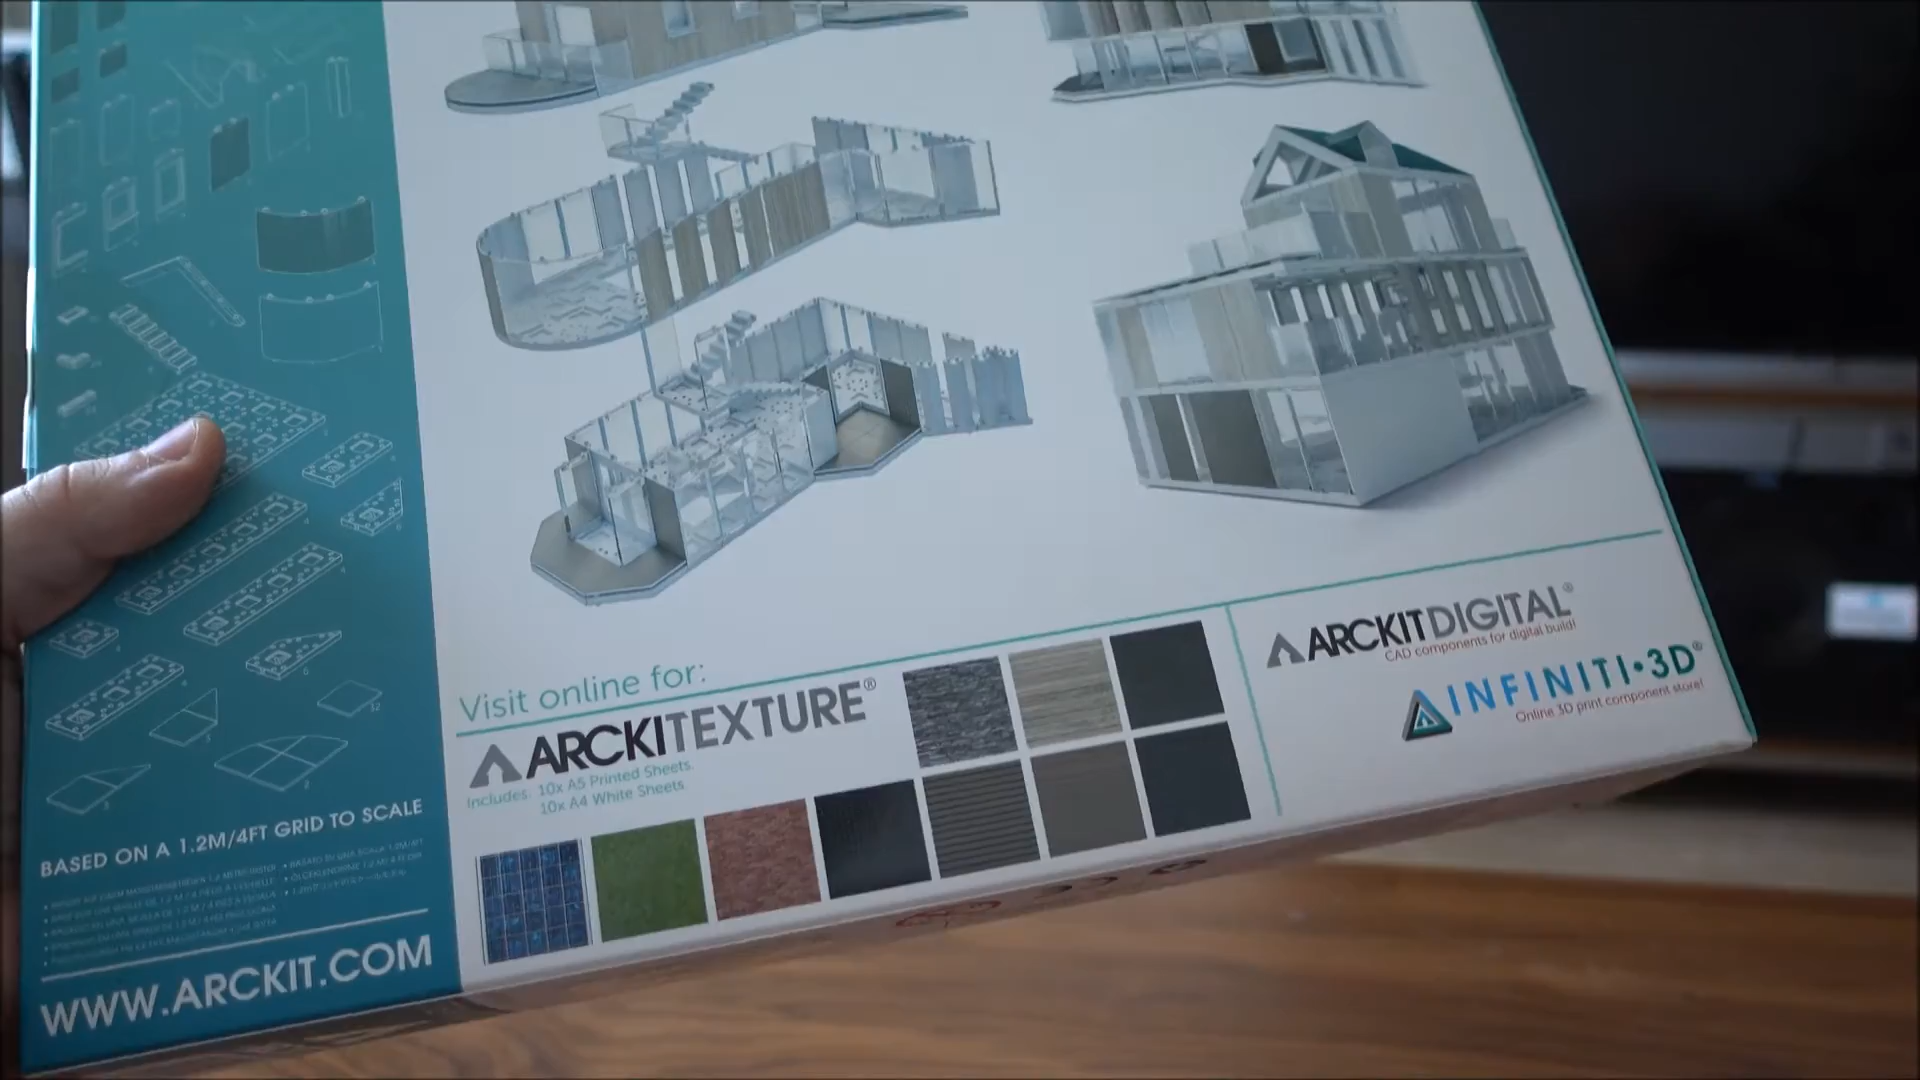 BASED ON A 1.2M/4FT GRID TO SCALE
WWW.ARCKIT.COM
Visit online for:
ARCKITEXTURE®
Includes: 10x A5 Printed Sheets.
10x A4 White Sheets
ARCKITDIGITAL®
CAD components for digital build!
INFINITI•3D®
Online 3D print component store!